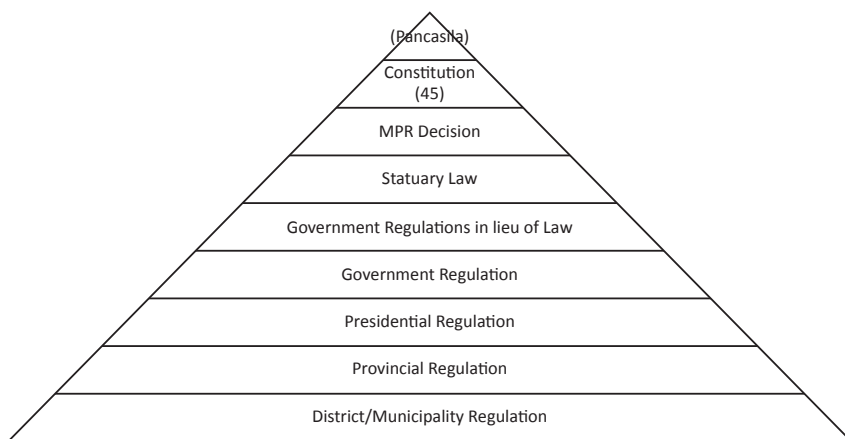 (Pancasila)
Constitution
(45)
MPR Decision
Statuary Law
Government Regulations in lieu of Law
Government Regulation
Presidential Regulation
Provincial Regulation
District/Municipality Regulation